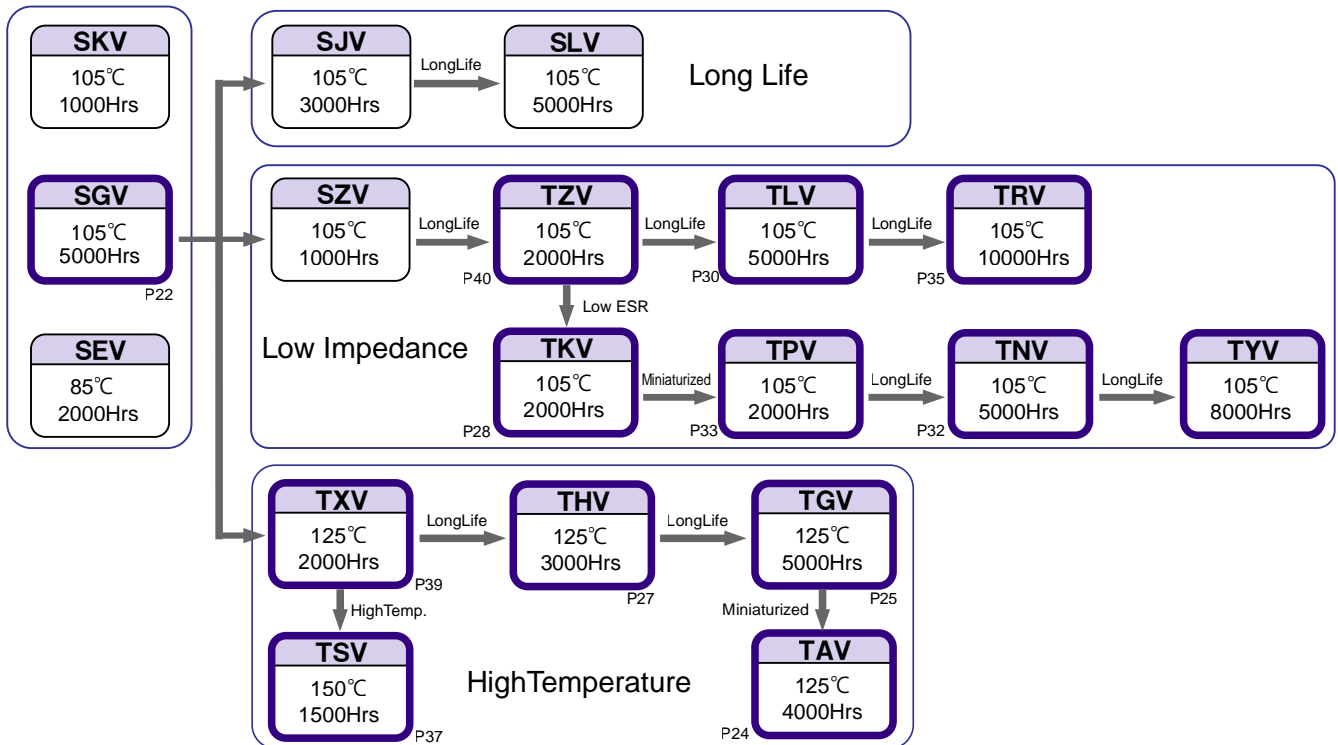 SKV
105℃
1000Hrs
SGV
105℃
5000Hrs
P22
SEV
85℃
2000Hrs
SJV
105℃
3000Hrs
LongLife
SLV
105℃
5000Hrs
Long Life
SZV
105℃
1000Hrs
LongLife
TZV
105℃
2000Hrs
P40
LongLife
TLV
105℃
5000Hrs
P30
LongLife
TRV
105℃
10000Hrs
P35
Low ESR
Low Impedance
TKV
105℃
2000Hrs
P28
Miniaturized
TPV
105℃
2000Hrs
P33
LongLife
TNV
105℃
5000Hrs
P32
LongLife
TYV
105℃
8000Hrs
TXV
125℃
2000Hrs
P39
LongLife
THV
125℃
3000Hrs
P27
LongLife
TGV
125℃
5000Hrs
P25
HighTemp.
Miniaturized
TSV
150℃
1500Hrs
P37
HighTemperature
TAV
125℃
4000Hrs
P24